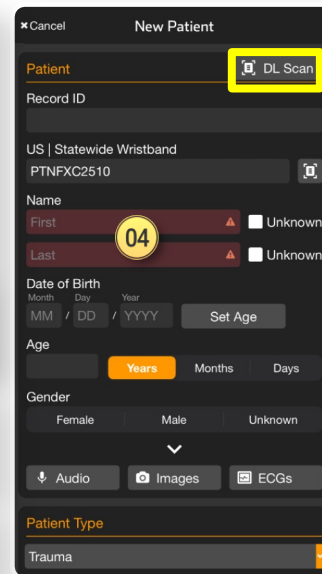 ×Cancel New Patient
Patient DL Scan
Record ID
US | Statewide Wristband
PTNFXC2510
Name
First Unknown
04
Last Unknown
Date of Birth
Month Day Year
MM / DD / YYYY Set Age
Age
Years Months Days
Gender
Female Male Unknown
Audio Images ECGs
Patient Type
Trauma